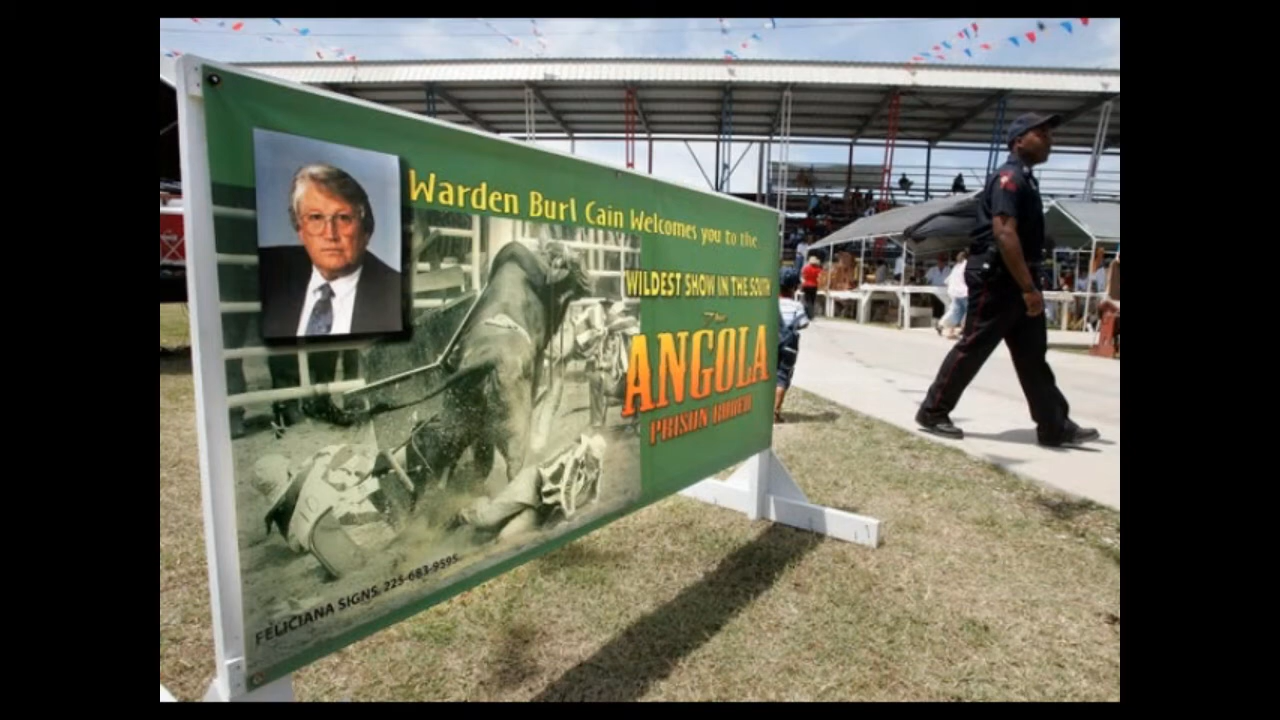 Warden Burl Cain Welcomes you to the
WILDEST SHOW IN THE SOUTH
The
ANGOLA
PRISON RODEO
FELICIANA SIGNS. 225-683-9595